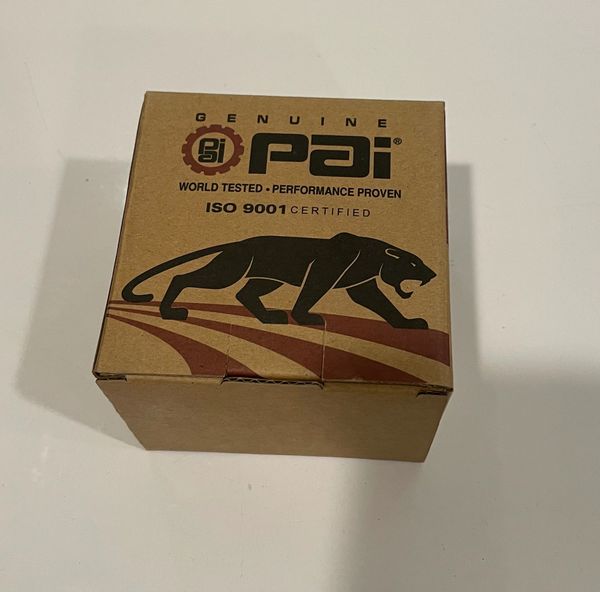 GENUINE
pai pai®
WORLD TESTED • PERFORMANCE PROVEN
ISO 9001 CERTIFIED